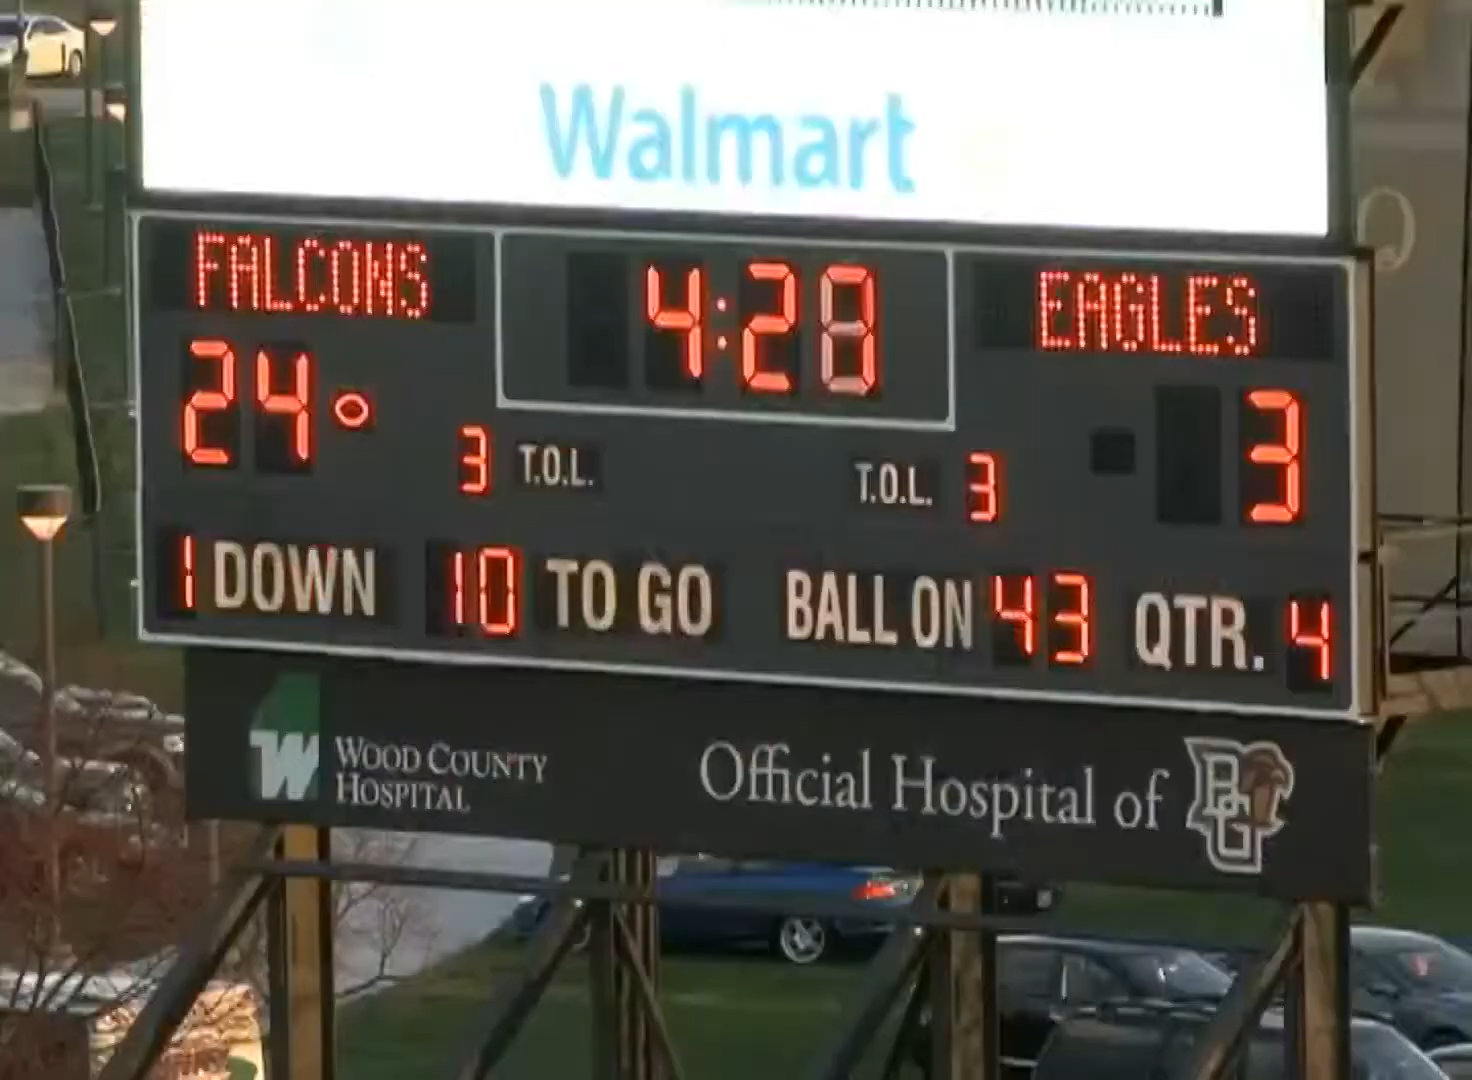 Walmart
FALCONS 4:2 EAGLES
24 3
3 T.O.L. T.O.L. 3
1 DOWN 10 TO GO BALL ON 43 QTR. 4
WOOD COUNTY
HOSPITAL
Official Hospital of BG